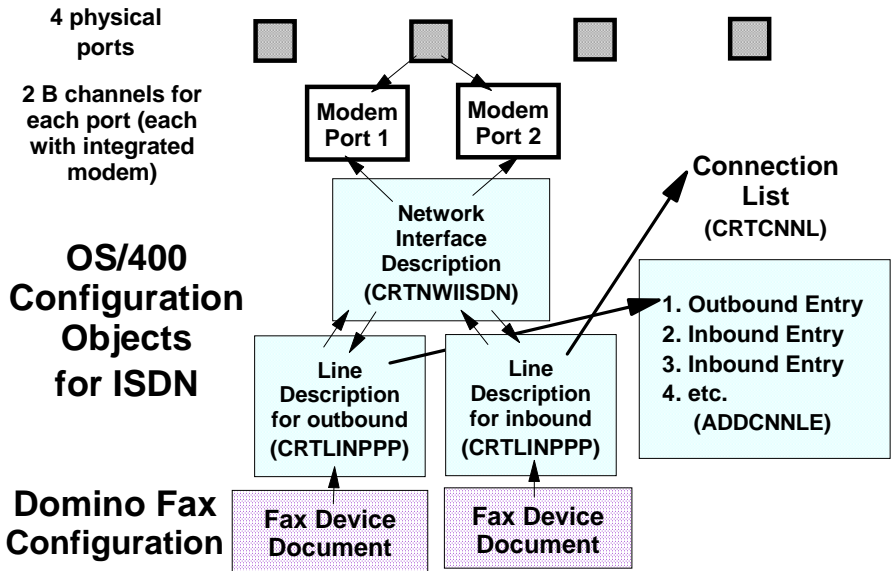 4 physical
ports
2 B channels for
each port (each
with integrated
modem)
Modem
Port 1
Modem
Port 2
Network
Interface
Description
(CRTNWIISDN)
Connection
List
(CRTCNNL)
OS/400
Configuration
Objects
for ISDN
Line
Description
for outbound
(CRTLINPPP)
Line
Description
for inbound
(CRTLINPPP)
1. Outbound Entry
2. Inbound Entry
3. Inbound Entry
4. etc.
(ADDCNNLE)
Domino Fax
Configuration
Fax Device
Document
Fax Device
Document